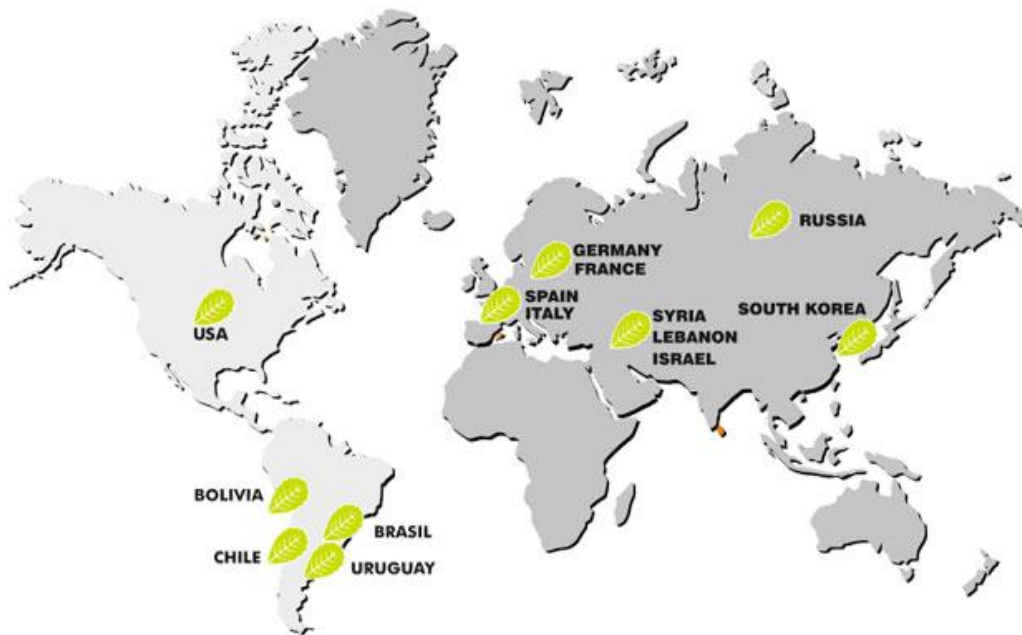 RUSSIA
GERMANY
FRANCE
SPAIN
ITALY
SYRIA
LEBANON
ISRAEL
SOUTH KOREA
USA
BOLIVIA
BRASIL
CHILE
URUGUAY